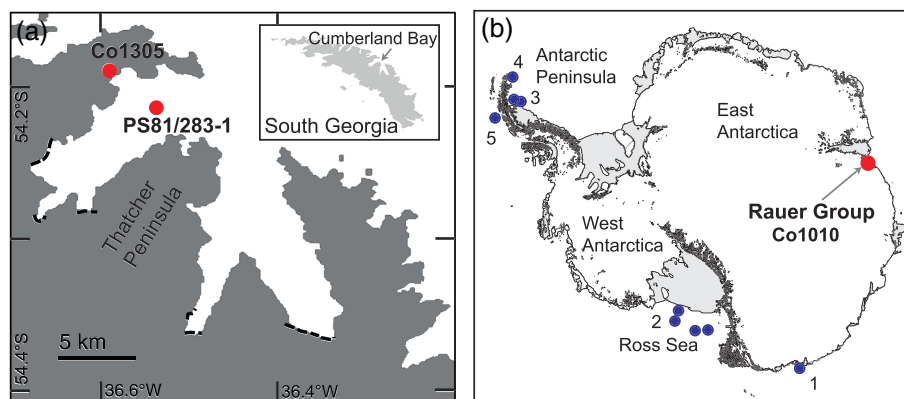 (a)
Co1305
Cumberland Bay
South Georgia
54.2°S
PS81/283-1
Thatcher
Peninsula
5 km
54.4°S
36.6°W
36.4°W
(b)
4
Antarctic
Peninsula
3
5
East
Antarctica
Rauer Group
Co1010
West
Antarctica
2
Ross Sea
1